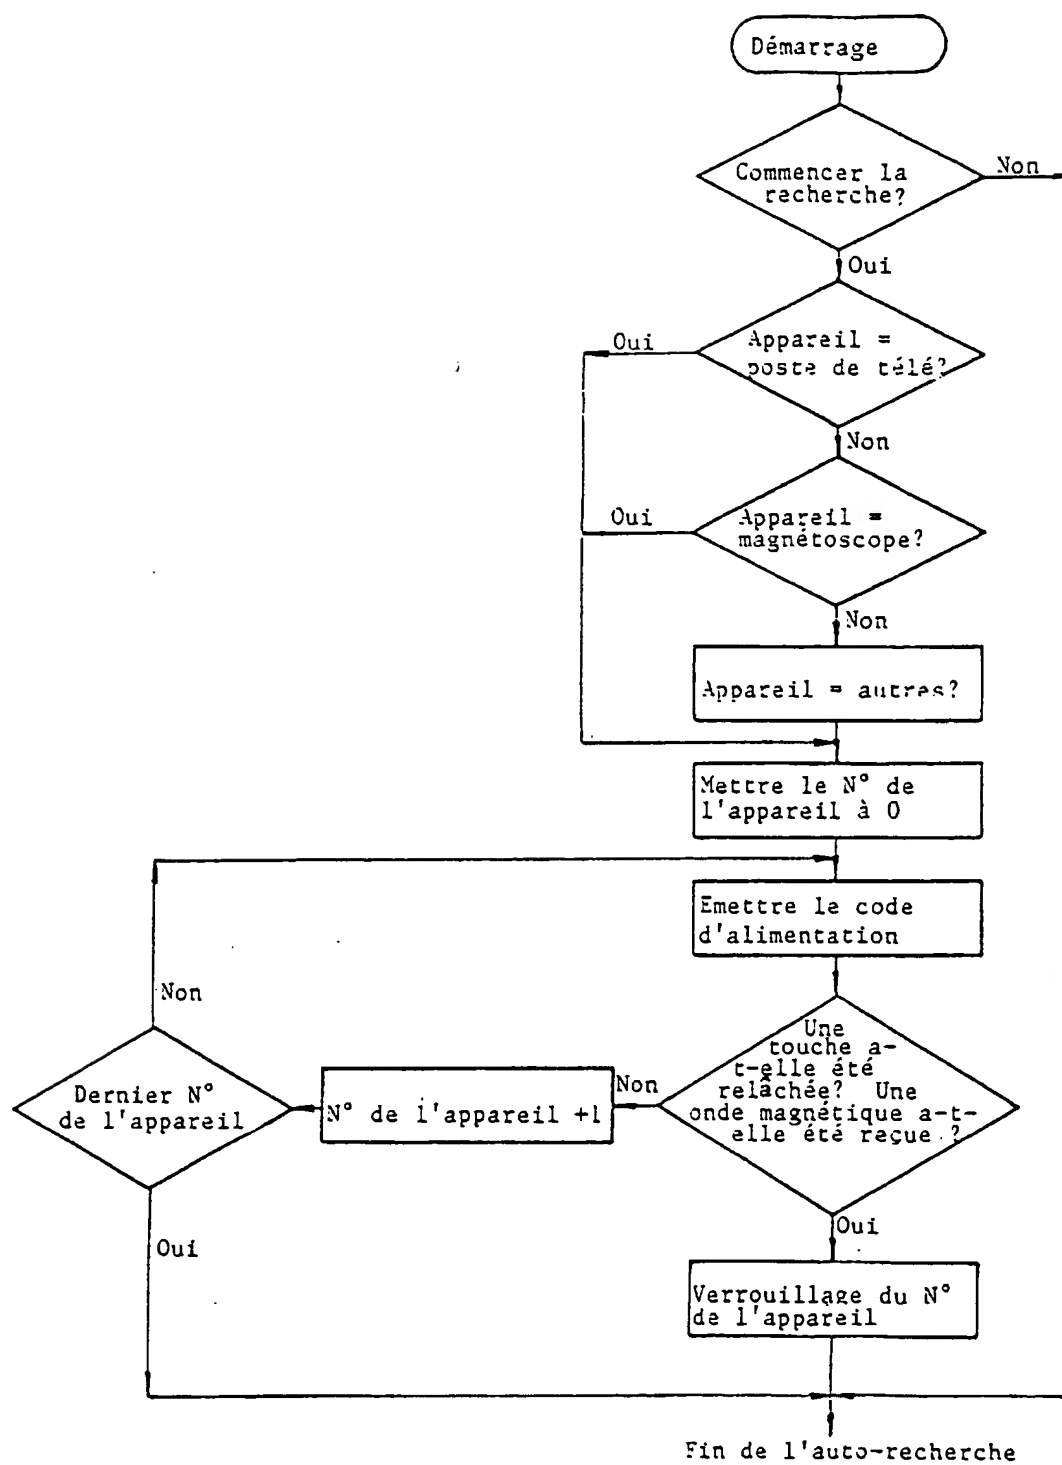 Démarrage
Commencer la
recherche?
Non
Oui
Appareil =
poste de télé?
Oui
Non
Appareil =
magnétoscope?
Oui
Non
Appareil = autres?
Mettre le N° de
l'appareil à 0
Emettre le code
d'alimentation
Une
touche a-
t-elle été
relâchée? Une
onde magnétique a-t-
elle été reçue ?
Non
N° de l'appareil +1
Dernier N°
de l'appareil
Non
Oui
Oui
Verrouillage du N°
de l'appareil
Fin de l'auto-recherche